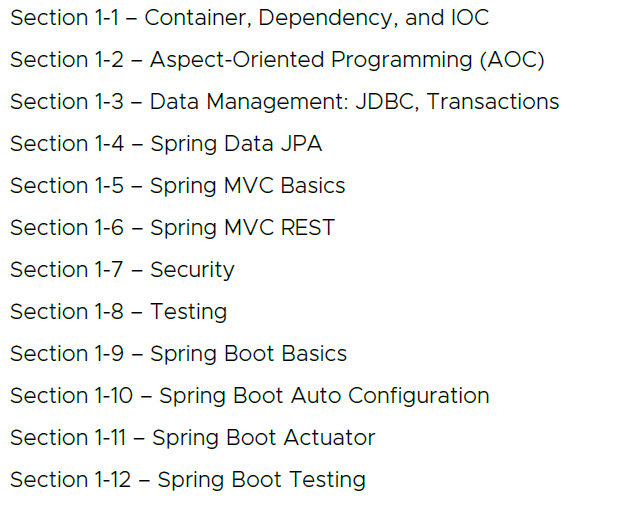 Section 1-1 – Container, Dependency, and IOC
Section 1-2 – Aspect-Oriented Programming (AOC)
Section 1-3 – Data Management: JDBC, Transactions
Section 1-4 – Spring Data JPA
Section 1-5 – Spring MVC Basics
Section 1-6 – Spring MVC REST
Section 1-7 – Security
Section 1-8 – Testing
Section 1-9 – Spring Boot Basics
Section 1-10 – Spring Boot Auto Configuration
Section 1-11 – Spring Boot Actuator
Section 1-12 – Spring Boot Testing